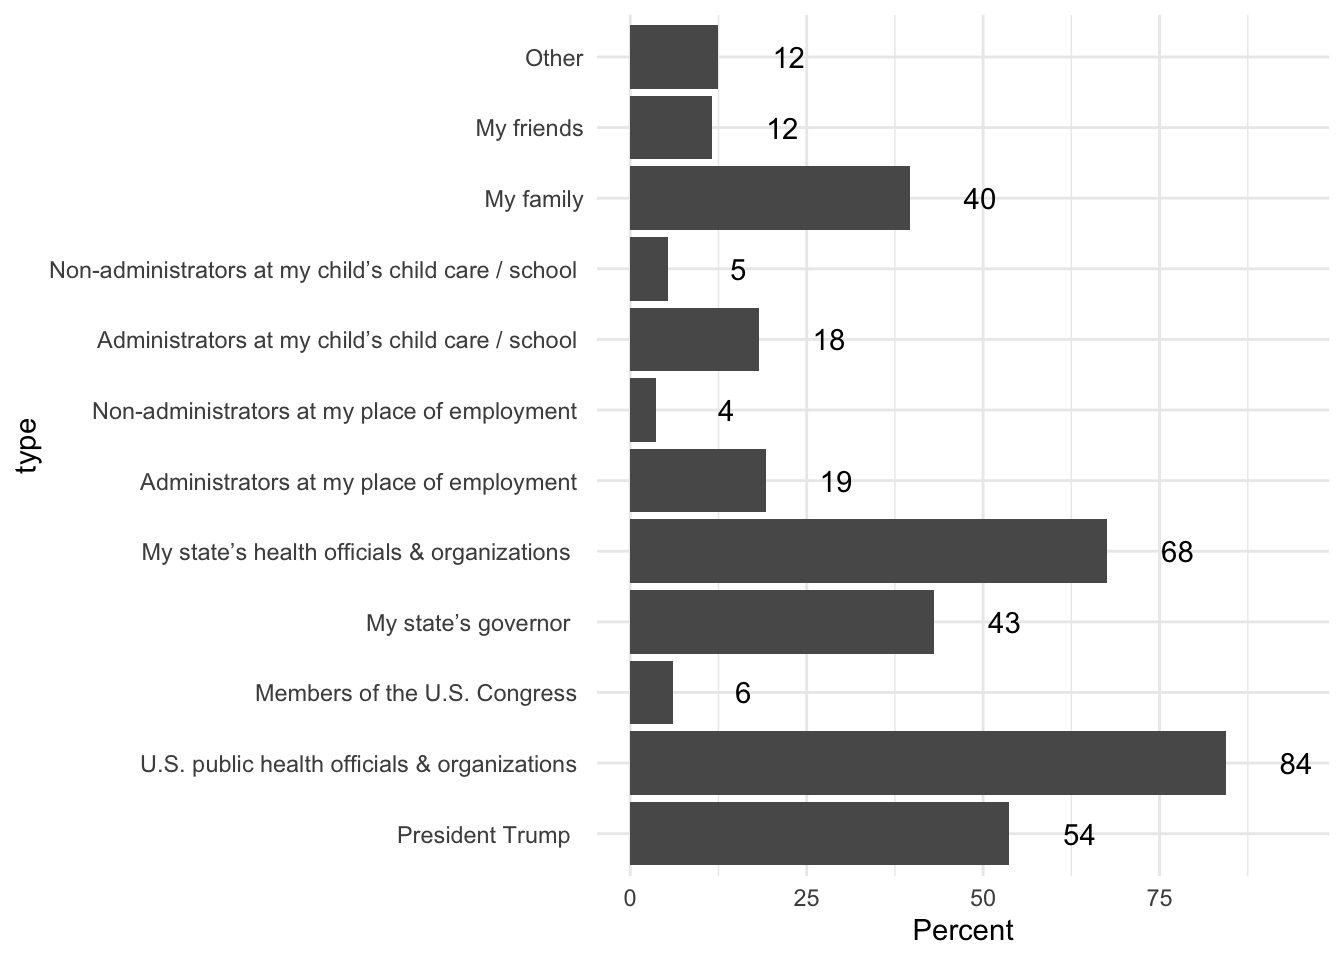 Other 12
My friends 12
My family 40
Non-administrators at my child’s child care / school 5
Administrators at my child’s child care / school 18
Non-administrators at my place of employment 4
Administrators at my place of employment 19
My state’s health officials & organizations 68
My state’s governor 43
Members of the U.S. Congress 6
U.S. public health officials & organizations 84
President Trump 54
type
0 25 50 75
Percent